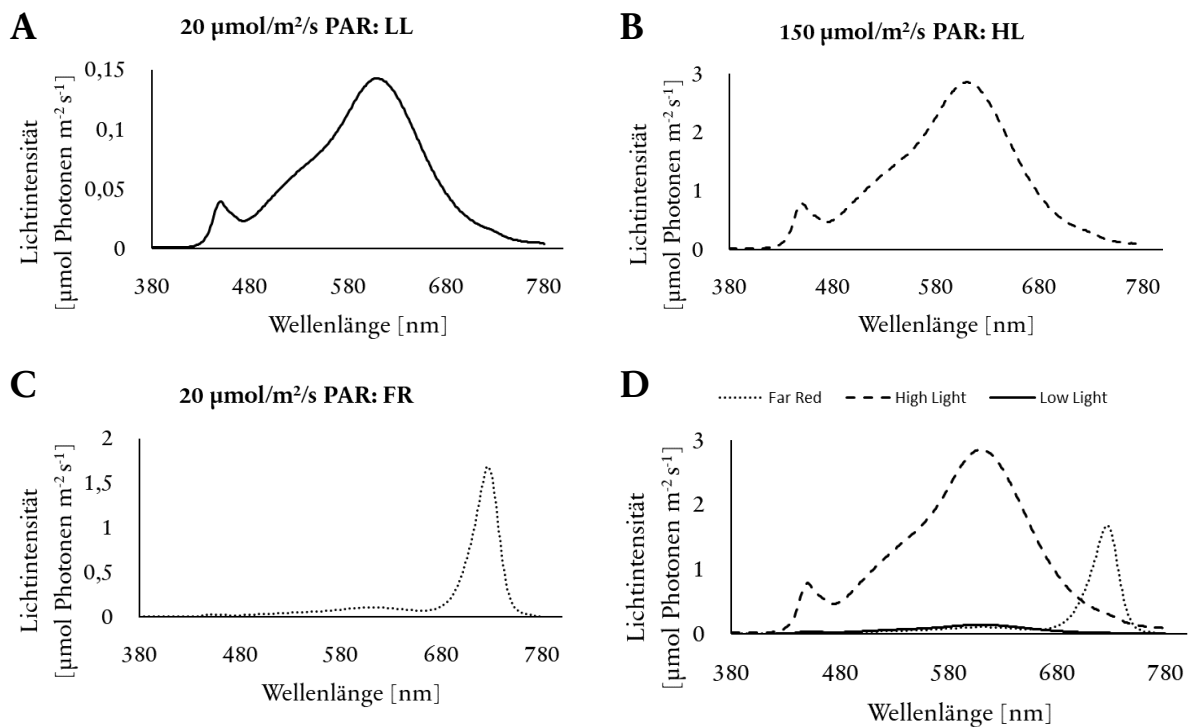 A
20 µmol/m²/s PAR: LL
Lichtintensität
[µmol Photonen m⁻² s⁻¹]
0,15
0,1
0,05
0
380 480 580 680 780
Wellenlänge [nm]
B
150 µmol/m²/s PAR: HL
Lichtintensität
[µmol Photonen m⁻² s⁻¹]
3
2
1
0
380 480 580 680 780
Wellenlänge [nm]
C
20 µmol/m²/s PAR: FR
Lichtintensität
[µmol Photonen m⁻² s⁻¹]
2
1,5
1
0,5
0
380 480 580 680 780
Wellenlänge [nm]
D
Far Red High Light Low Light
Lichtintensität
[µmol Photonen m⁻² s⁻¹]
3
2
1
0
380 480 580 680 780
Wellenlänge [nm]